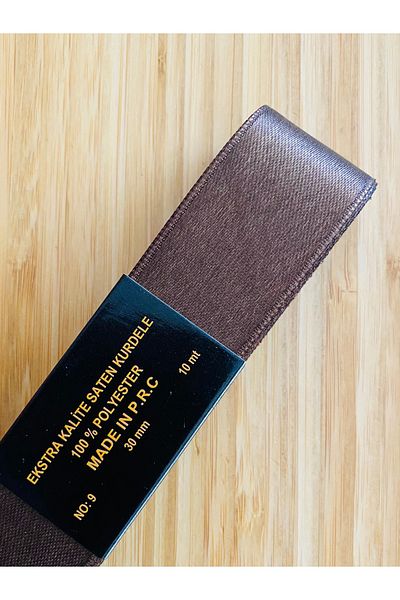 EKSTRA KALİTE SATEN KURDELE
100 % POLYESTER
MADE IN P.R.C
30 mm
10 mt
NO: 9